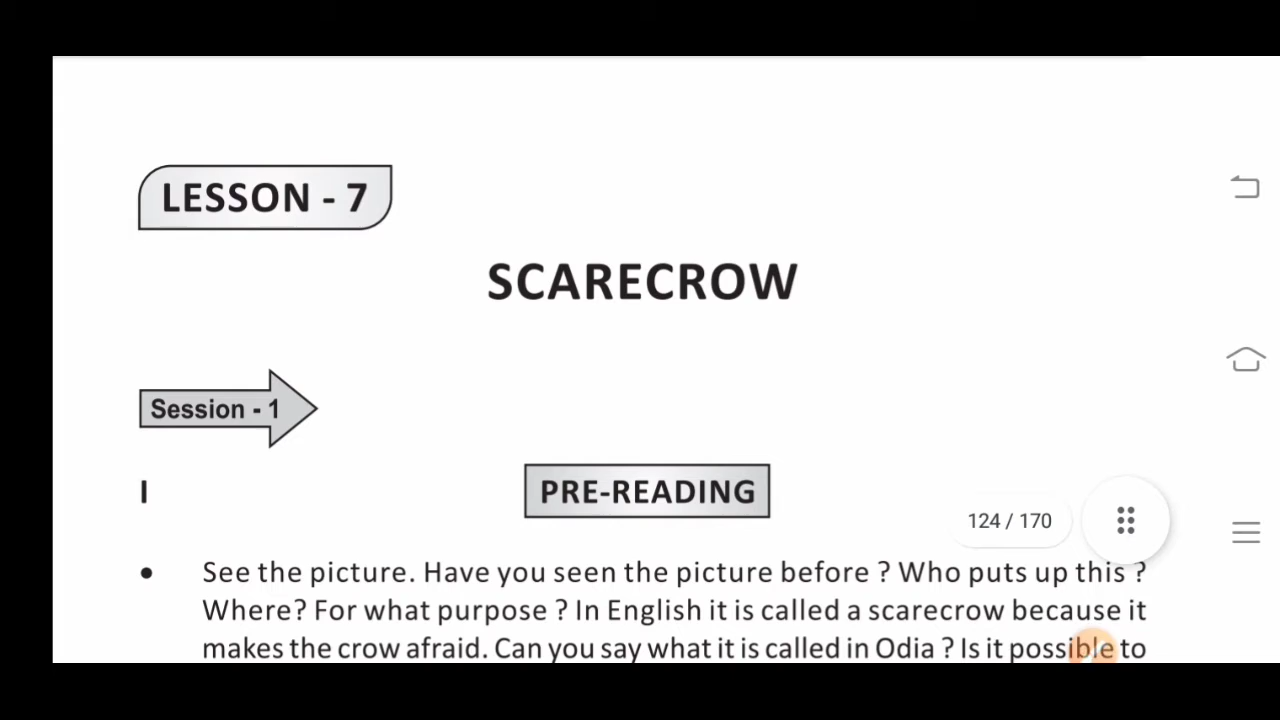 LESSON - 7
SCARECROW
Session - 1
I
PRE-READING
124 / 170
• See the picture. Have you seen the picture before ? Who puts up this ?
Where? For what purpose ? In English it is called a scarecrow because it
makes the crow afraid. Can you say what it is called in Odia ? Is it possible to